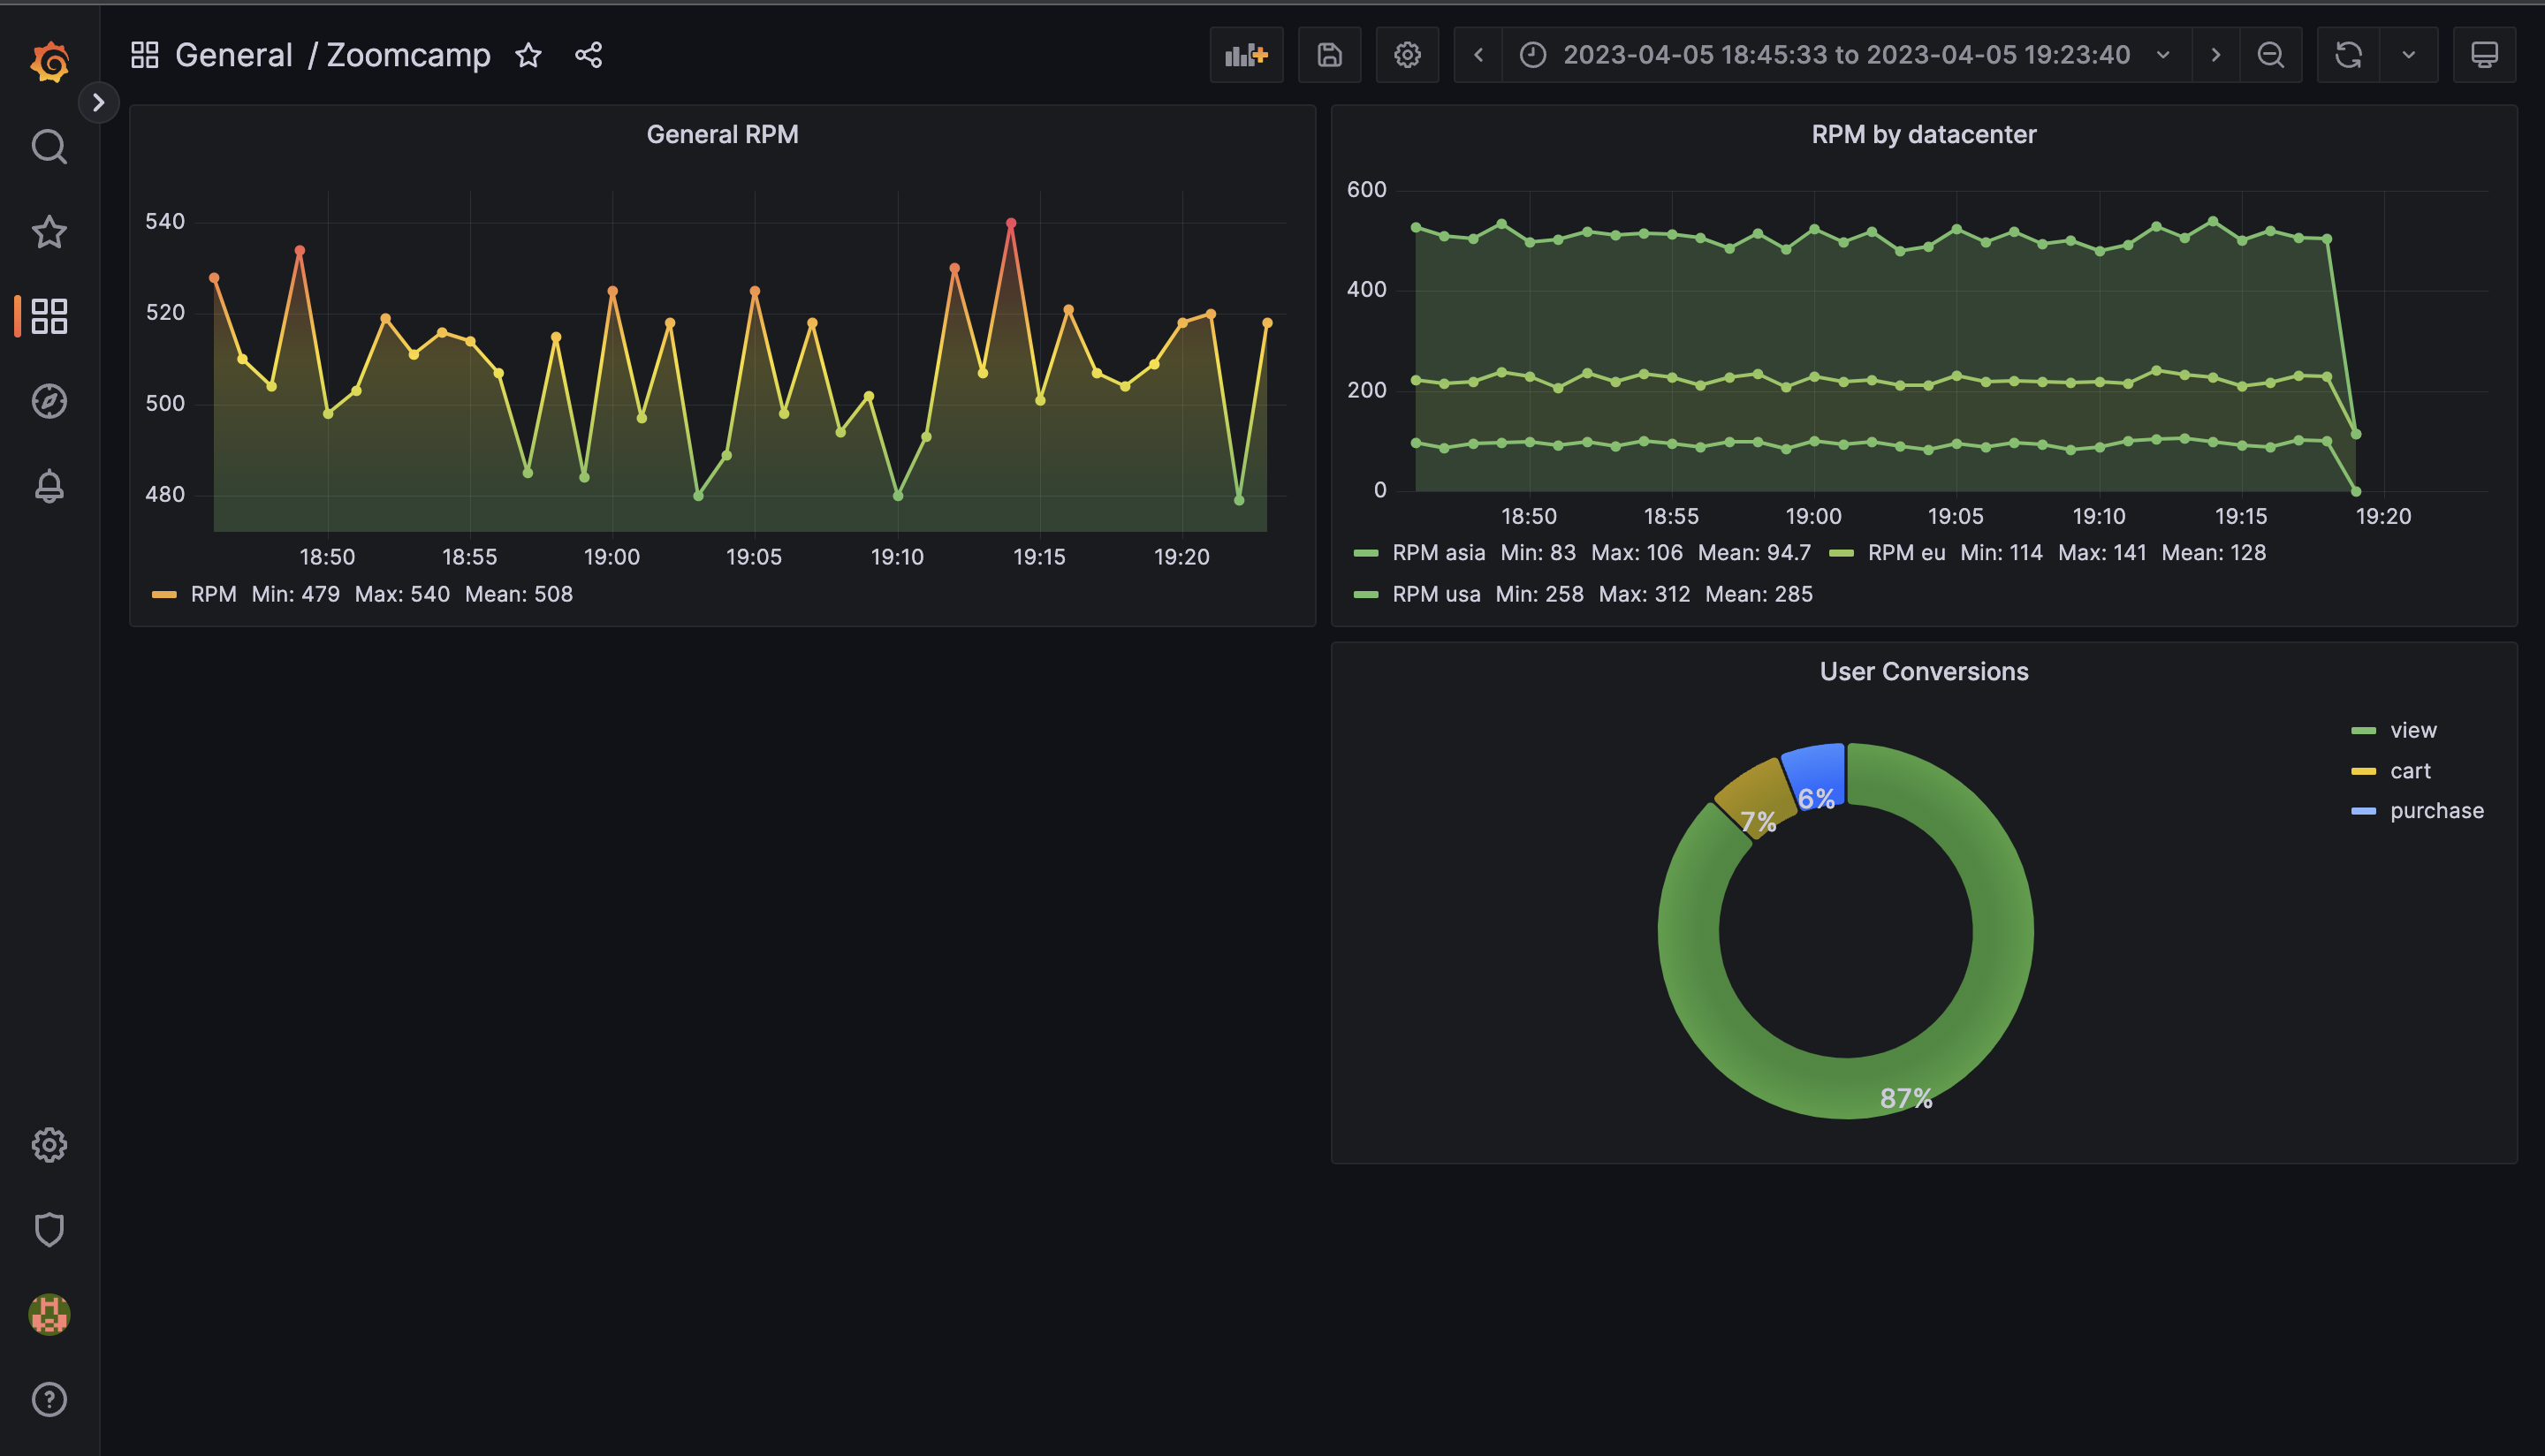 General / Zoomcamp
2023-04-05 18:45:33 to 2023-04-05 19:23:40
General RPM
540
520
500
480
18:50 18:55 19:00 19:05 19:10 19:15 19:20
RPM Min: 479 Max: 540 Mean: 508
RPM by datacenter
600
400
200
0
18:50 18:55 19:00 19:05 19:10 19:15 19:20
RPM asia Min: 83 Max: 106 Mean: 94.7 RPM eu Min: 114 Max: 141 Mean: 128
RPM usa Min: 258 Max: 312 Mean: 285
User Conversions
view
cart
purchase
6%
7%
87%